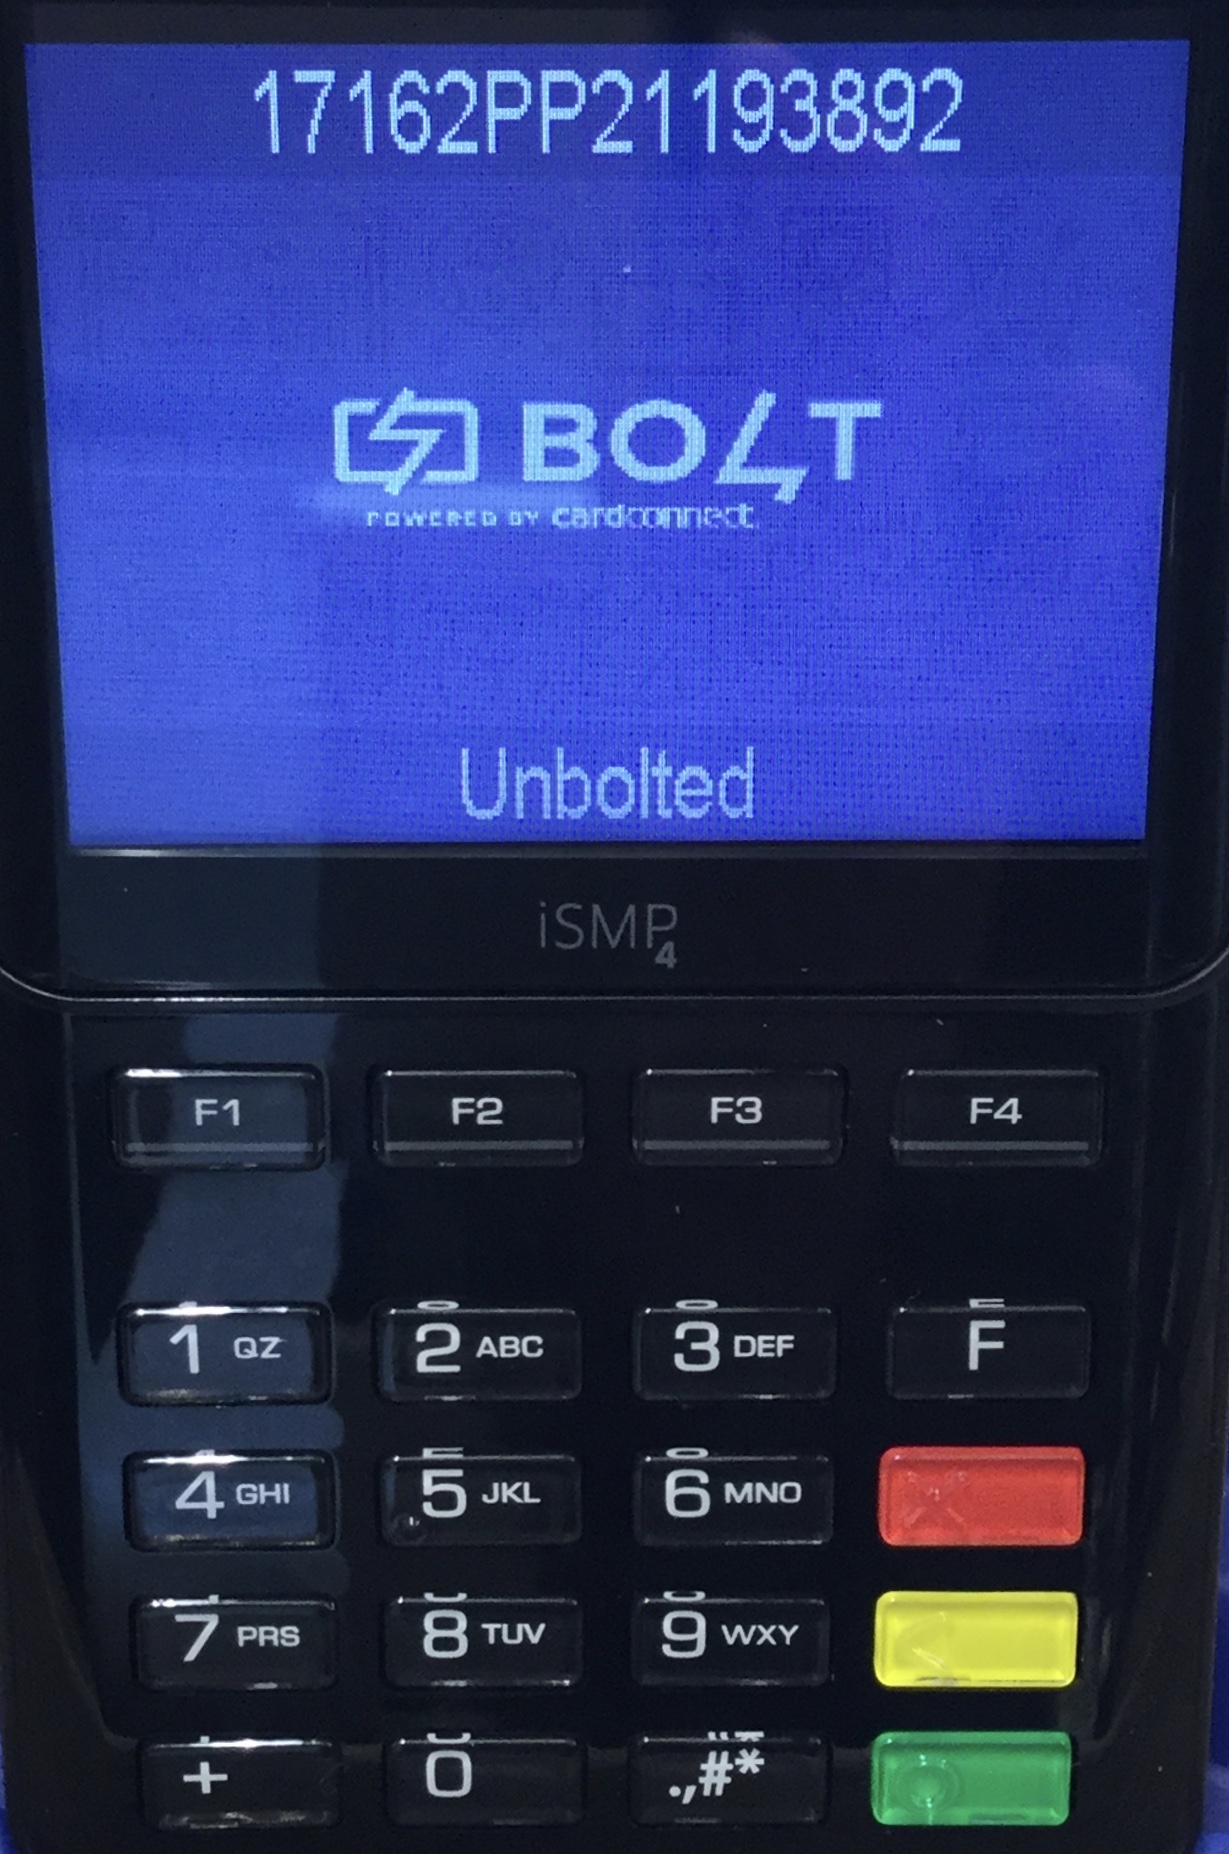 17162PP21193892
BOLT
POWERED BY cardconnect.
Unbolted
iSMP4
F1 F2 F3 F4
1 QZ 2 ABC 3 DEF F
4 GHI 5 JKL 6 MNO
7 PRS 8 TUV 9 WXY
+ 0 .,#*